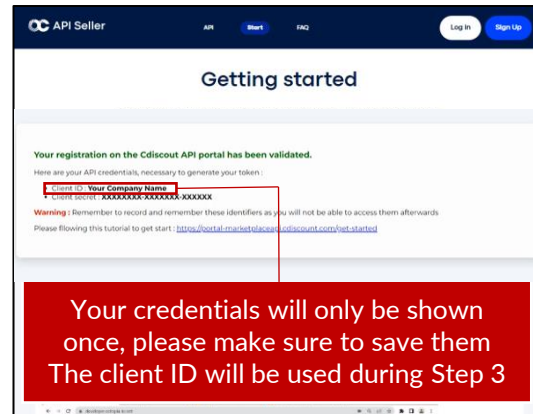 API Seller
API Start FAQ
Log In Sign Up
Getting started
Your registration on the Cdiscout API portal has been validated.
Here are your API credentials, necessary to generate your token :
• Client ID : Your Company Name
• Client secret : XXXXXXXX-XXXXXXX-XXXXXX
Warning : Remember to record and remember these identifiers as you will not be able to access them afterwards
Please fllowing this tutorial to get start : https://portal-marketplaceapi.cdiscount.com/get-started
Your credentials will only be shown
once, please make sure to save them
The client ID will be used during Step 3